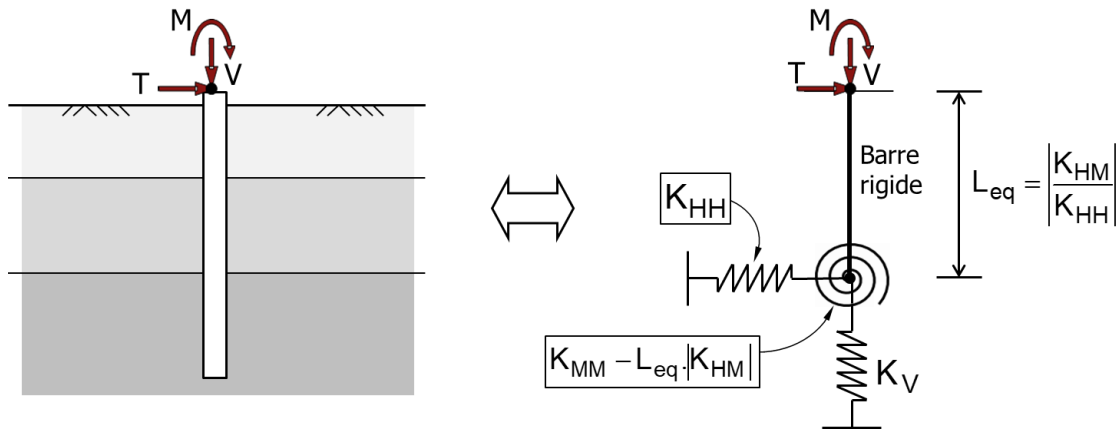 M
T
V
M
T
V
Barre
rigide
L_eq = |K_HM / K_HH|
K_HH
K_MM – L_eq.|K_HM|
K_V